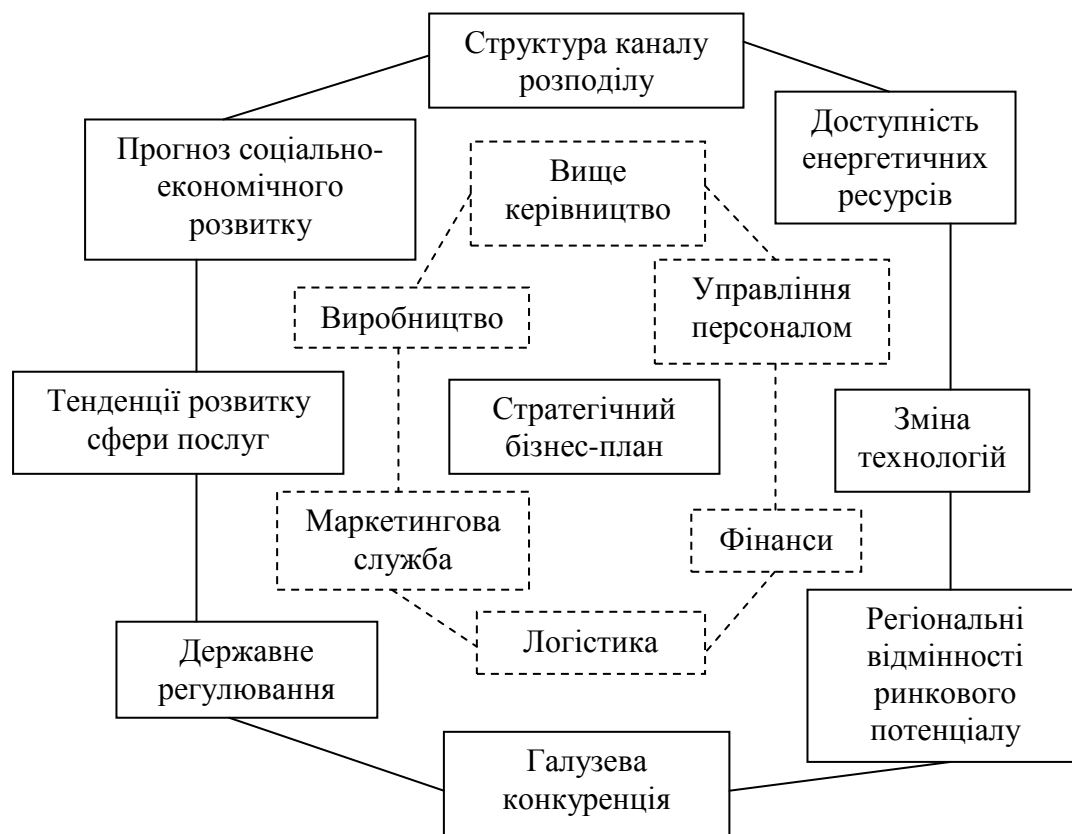 Структура каналу
розподілу
Прогноз соціально-
економічного
розвитку
Доступність
енергетичних
ресурсів
Вище
керівництво
Виробництво
Управління
персоналом
Тенденції розвитку
сфери послуг
Стратегічний
бізнес-план
Зміна
технологій
Маркетингова
служба
Фінанси
Логістика
Державне
регулювання
Регіональні
відмінності
ринкового
потенціалу
Галузева
конкуренція